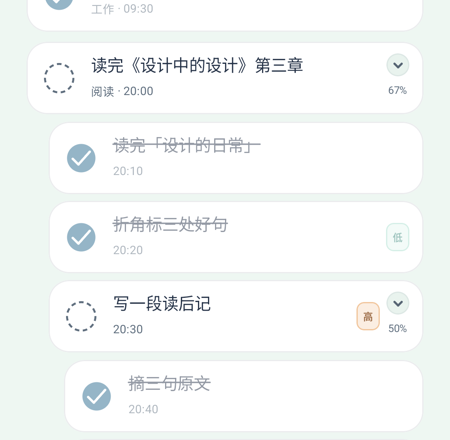 工作 · 09:30
读完《设计中的设计》第三章
阅读 · 20:00
67%
读完「设计的日常」
20:10
折角标三处好句
20:20
低
写一段读后记
20:30
高
50%
摘三句原文
20:40